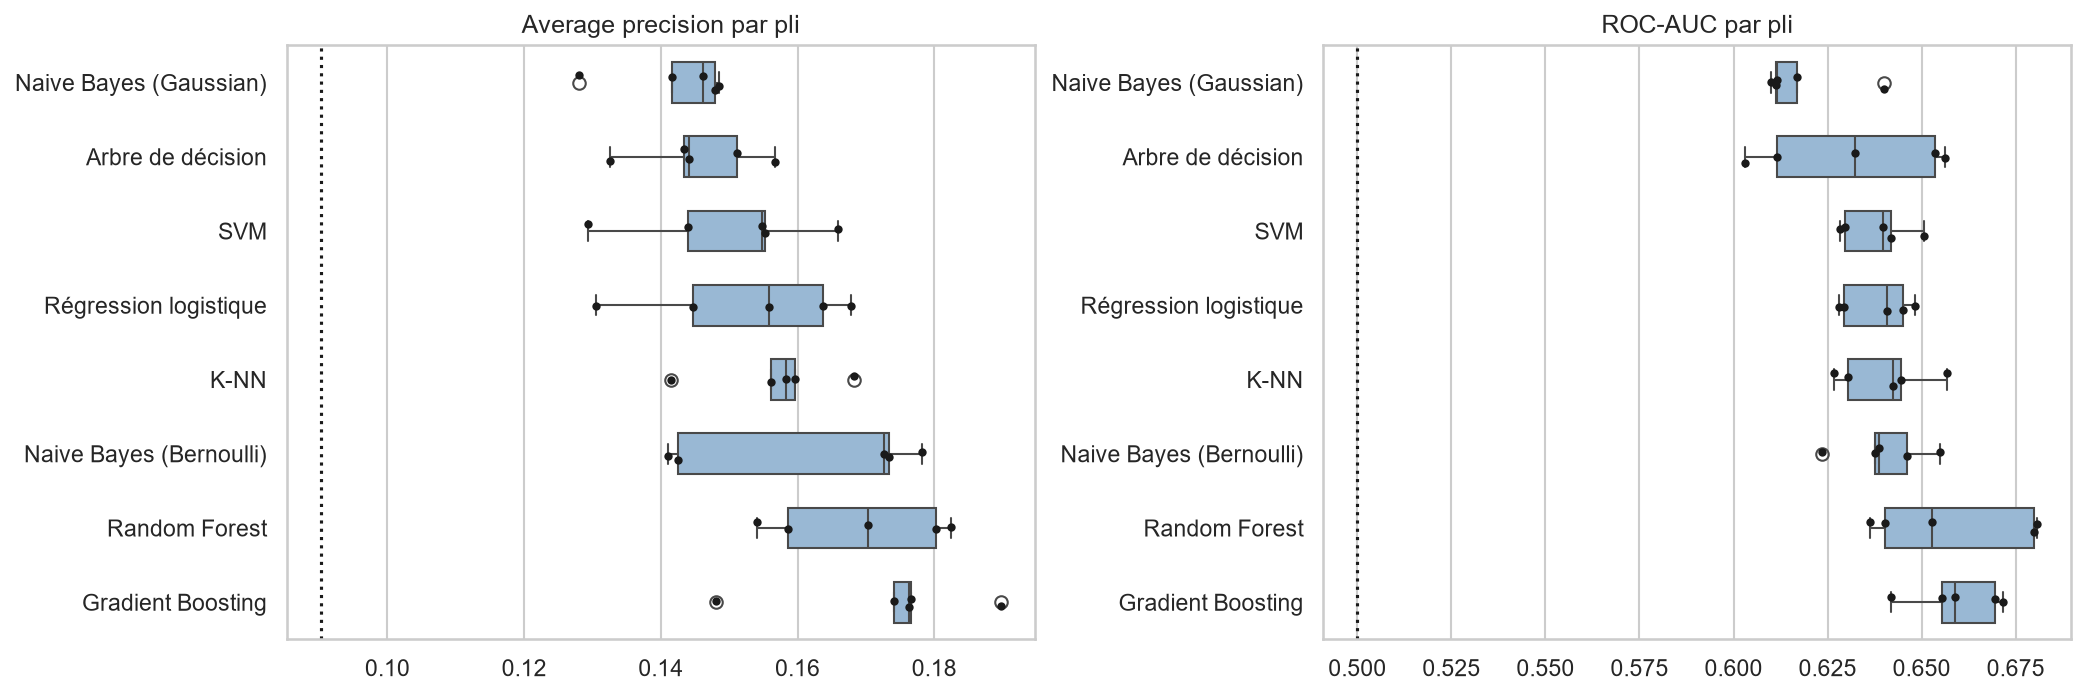 Average precision par pli
Naive Bayes (Gaussian)
Arbre de décision
SVM
Régression logistique
K-NN
Naive Bayes (Bernoulli)
Random Forest
Gradient Boosting
0.10 0.12 0.14 0.16 0.18
ROC-AUC par pli
Naive Bayes (Gaussian)
Arbre de décision
SVM
Régression logistique
K-NN
Naive Bayes (Bernoulli)
Random Forest
Gradient Boosting
0.500 0.525 0.550 0.575 0.600 0.625 0.650 0.675